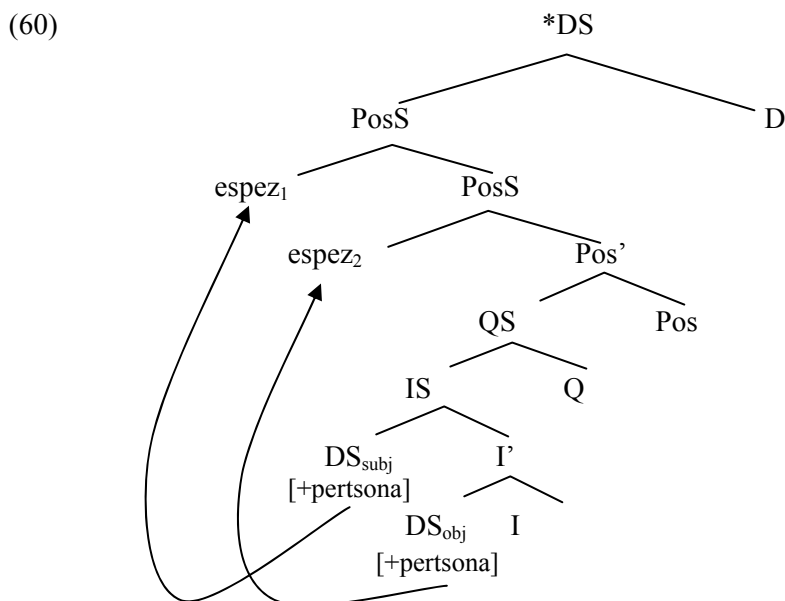 (60) *DS
PosS D
espez₁ PosS
espez₂ Pos’
QS Pos
IS Q
DSsubj I’
[+pertsona]
DSobj I
[+pertsona]